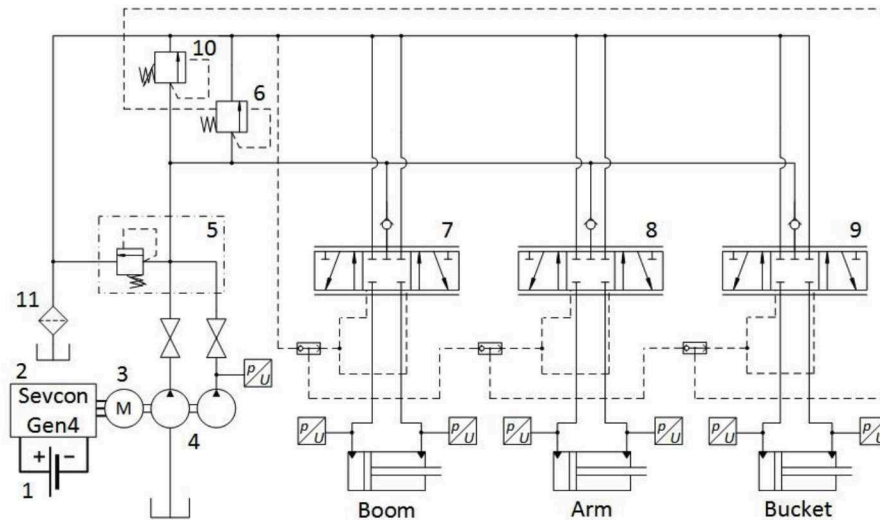 10
6
5
7
8
9
11
2
3
Sevcon
Gen4
M
4
p/U
+ −
1
p/U
p/U
p/U
p/U
p/U
p/U
Boom
Arm
Bucket